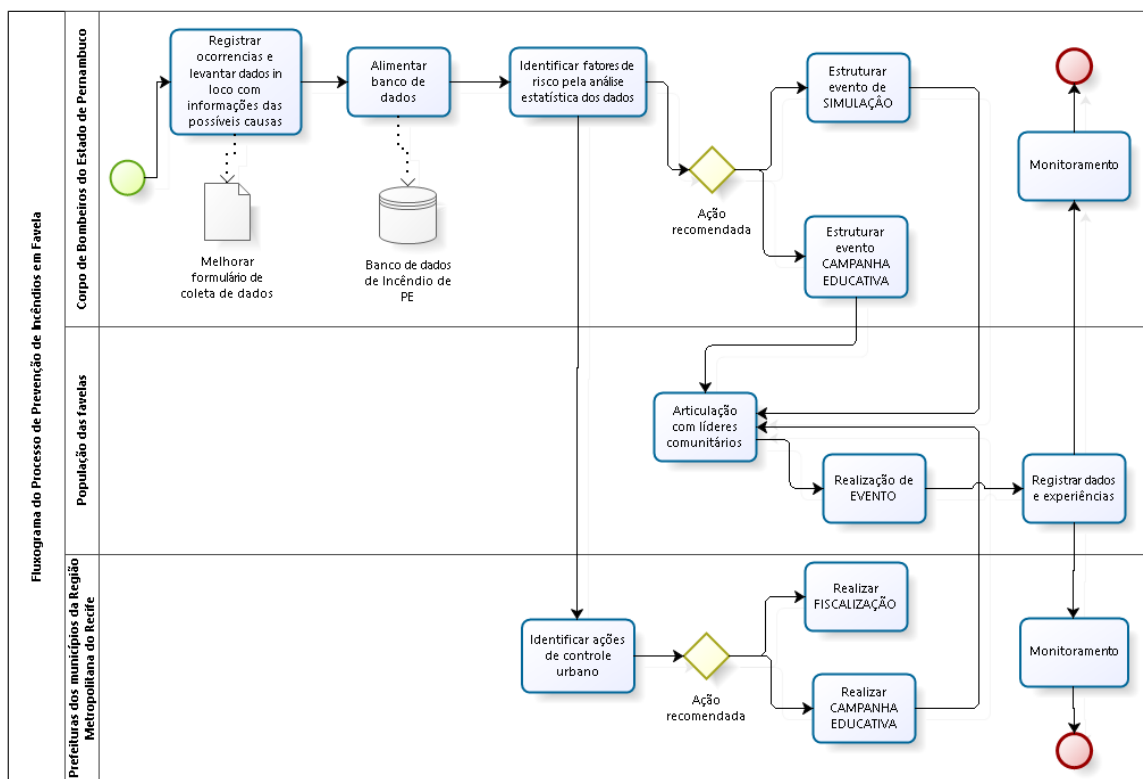 Fluxograma do Processo de Prevenção de Incêndios em Favela
Corpo de Bombeiros do Estado de Pernambuco
Registrar
ocorrencias e
levantar dados in
loco com
informações das
possíveis causas
Alimentar
banco de
dados
Identificar fatores de
risco pela análise
estatística dos dados
Estruturar
evento de
SIMULAÇÃO
Monitoramento
Ação
recomendada
Estruturar
evento
CAMPANHA
EDUCATIVA
Melhorar
formulário de
coleta de dados
Banco de dados
de Incêndio de
PE
População das favelas
Articulação
com líderes
comunitários
Realização de
EVENTO
Registrar dados
e experiências
Prefeituras dos municípios da Região
Metropolitana do Recife
Identificar ações
de controle
urbano
Ação
recomendada
Realizar
FISCALIZAÇÃO
Realizar
CAMPANHA
EDUCATIVA
Monitoramento